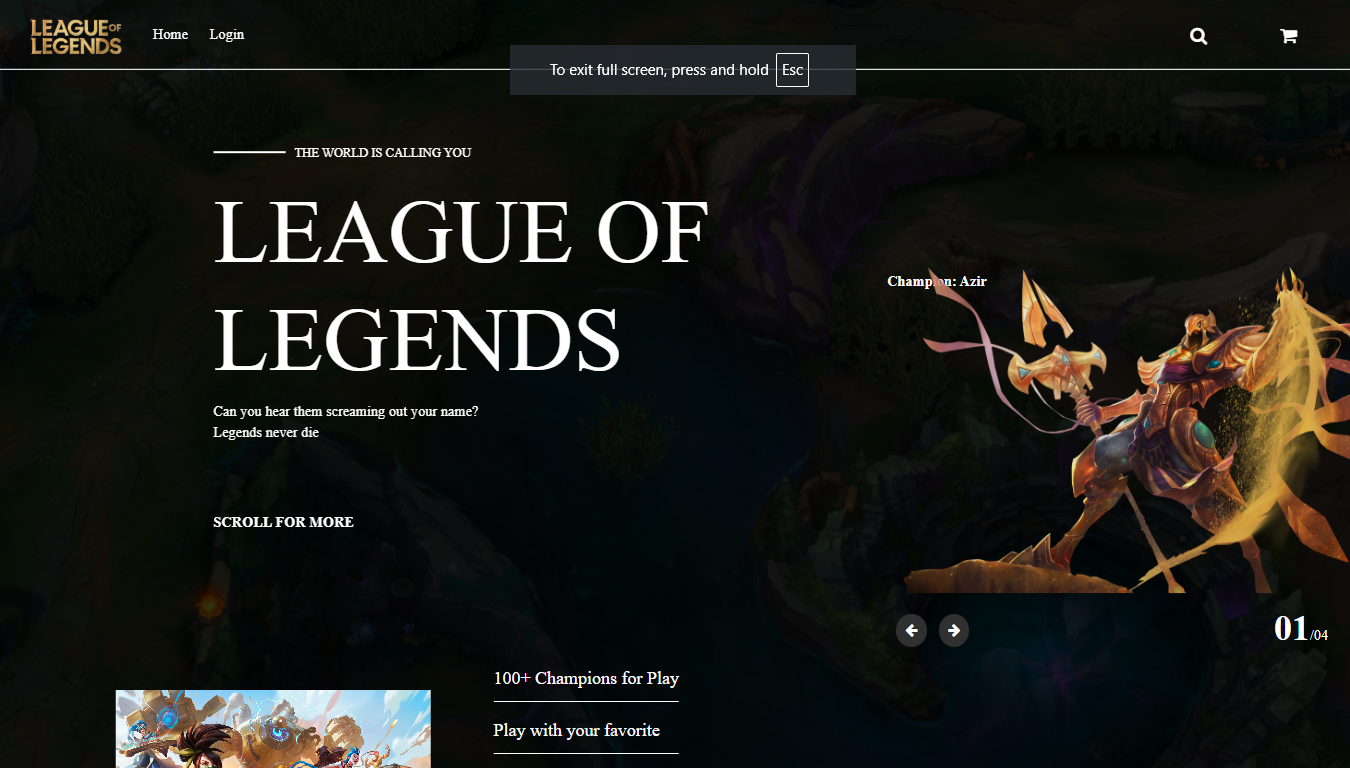 LEAGUE OF
LEGENDS
Home
Login
To exit full screen, press and hold Esc
THE WORLD IS CALLING YOU
LEAGUE OF
LEGENDS
Champion: Azir
Can you hear them screaming out your name?
Legends never die
SCROLL FOR MORE
01/04
100+ Champions for Play
Play with your favorite